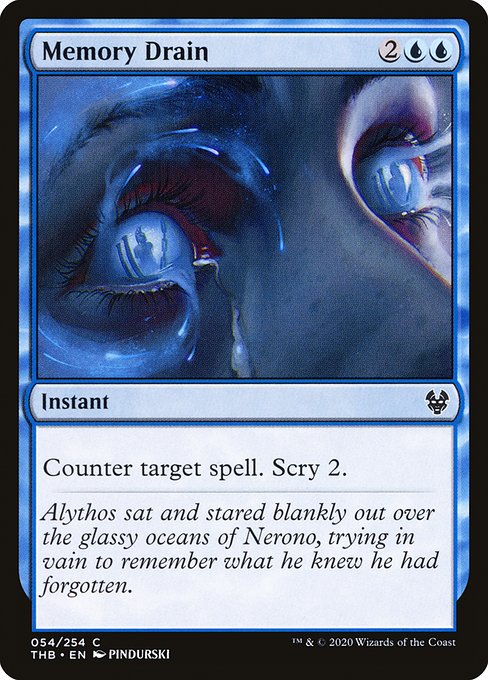 Memory Drain 2
Instant
Counter target spell. Scry 2.
Alythos sat and stared blankly out over
the glassy oceans of Nerono, trying in
vain to remember what he knew he had
forgotten.
054/254 C
THB • EN PINDURSKI
™ & © 2020 Wizards of the Coast